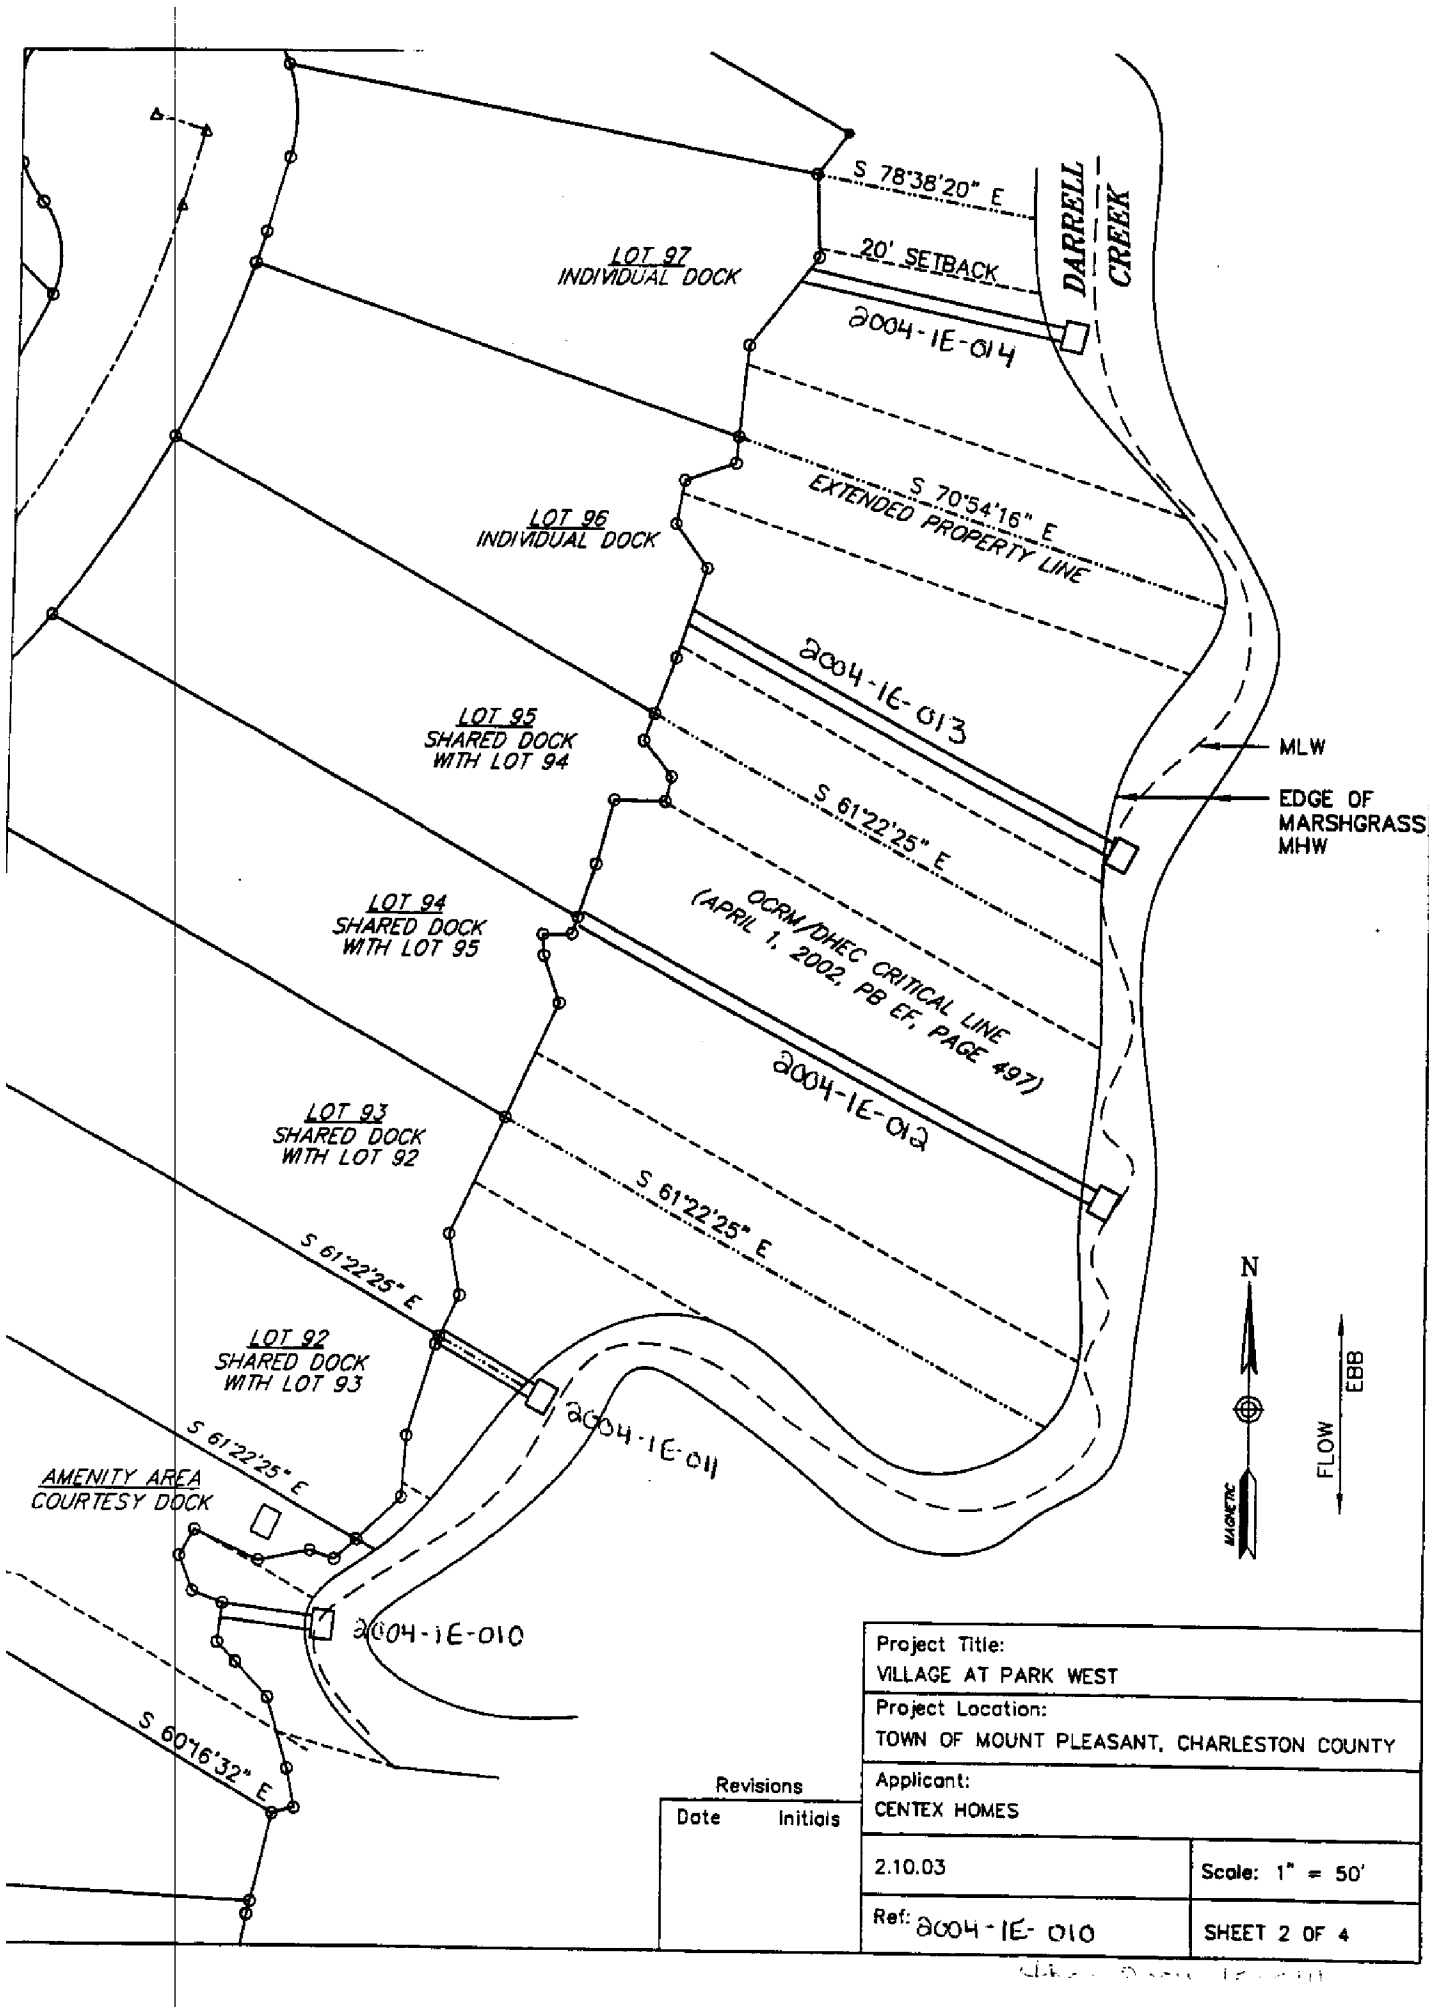 S 78°38'20" E
DARRELL
CREEK
20' SETBACK
LOT 97
INDIVIDUAL DOCK
2004-1E-014
S 70°54'16" E
EXTENDED PROPERTY LINE
LOT 96
INDIVIDUAL DOCK
2004-1E-013
LOT 95
SHARED DOCK
WITH LOT 94
MLW
EDGE OF
MARSHGRASS
MHW
S 61°22'25" E
OCRM/DHEC CRITICAL LINE
(APRIL 1, 2002, PB EF, PAGE 497)
LOT 94
SHARED DOCK
WITH LOT 95
2004-1E-012
LOT 93
SHARED DOCK
WITH LOT 92
S 61°22'25" E
S 61°22'25" E
LOT 92
SHARED DOCK
WITH LOT 93
2004-1E-011
S 61°22'25" E
AMENITY AREA
COURTESY DOCK
2004-1E-010
S 60°16'32" E
N
MAGNETIC
FLOW
EBB
Project Title:
VILLAGE AT PARK WEST
Project Location:
TOWN OF MOUNT PLEASANT, CHARLESTON COUNTY
Applicant:
CENTEX HOMES
Revisions
Date Initials
2.10.03
Scale: 1" = 50'
Ref: 2004-1E-010
SHEET 2 OF 4